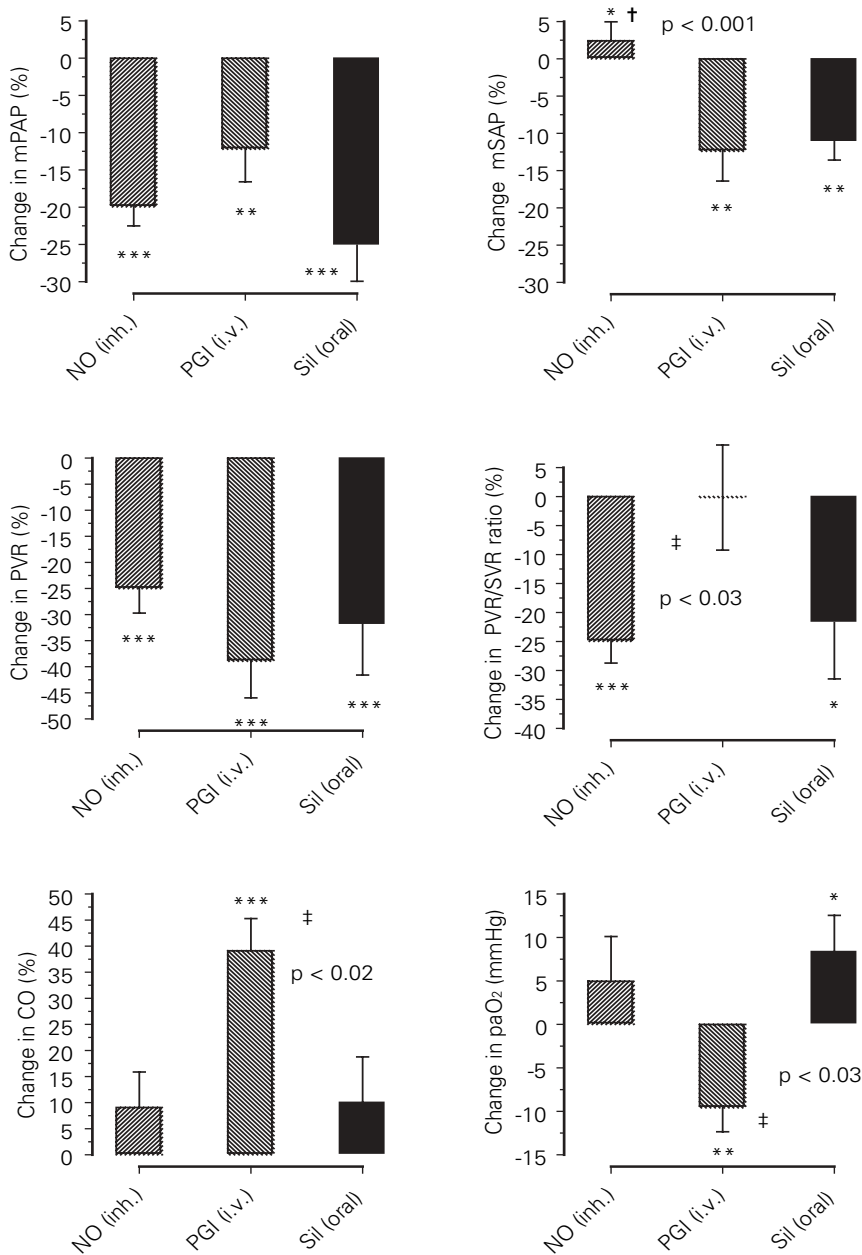 Change in mPAP (%)
5
0
-5
-10
-15
-20
-25
-30
***
**
***
NO (inh.)
PGI (i.v.)
Sil (oral)
Change mSAP (%)
5
0
-5
-10
-15
-20
-25
-30
* †
p < 0.001
**
**
NO (inh.)
PGI (i.v.)
Sil (oral)
Change in PVR (%)
0
-5
-10
-15
-20
-25
-30
-35
-40
-45
-50
***
***
***
NO (inh.)
PGI (i.v.)
Sil (oral)
Change in PVR/SVR ratio (%)
5
0
-5
-10
-15
-20
-25
-30
-35
-40
‡
p < 0.03
***
*
NO (inh.)
PGI (i.v.)
Sil (oral)
Change in CO (%)
50
45
40
35
30
25
20
15
10
5
0
***
‡
p < 0.02
NO (inh.)
PGI (i.v.)
Sil (oral)
Change in paO₂ (mmHg)
15
10
5
0
-5
-10
-15
*
p < 0.03
‡
**
NO (inh.)
PGI (i.v.)
Sil (oral)